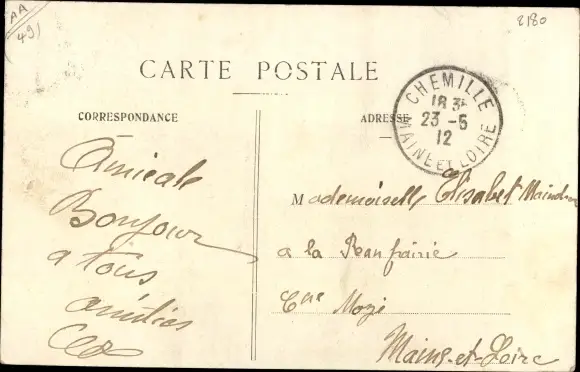 AA
49)
2180
CARTE POSTALE
CORRESPONDANCE
ADRESSE
CHEMILLE
18 35
23 -5
12
MAINE ET LOIRE
Amicale
Bonjour
a tous
amitiés
Mademoiselle Elisabet
a la
Cne Mozé
Maine-et-Loire